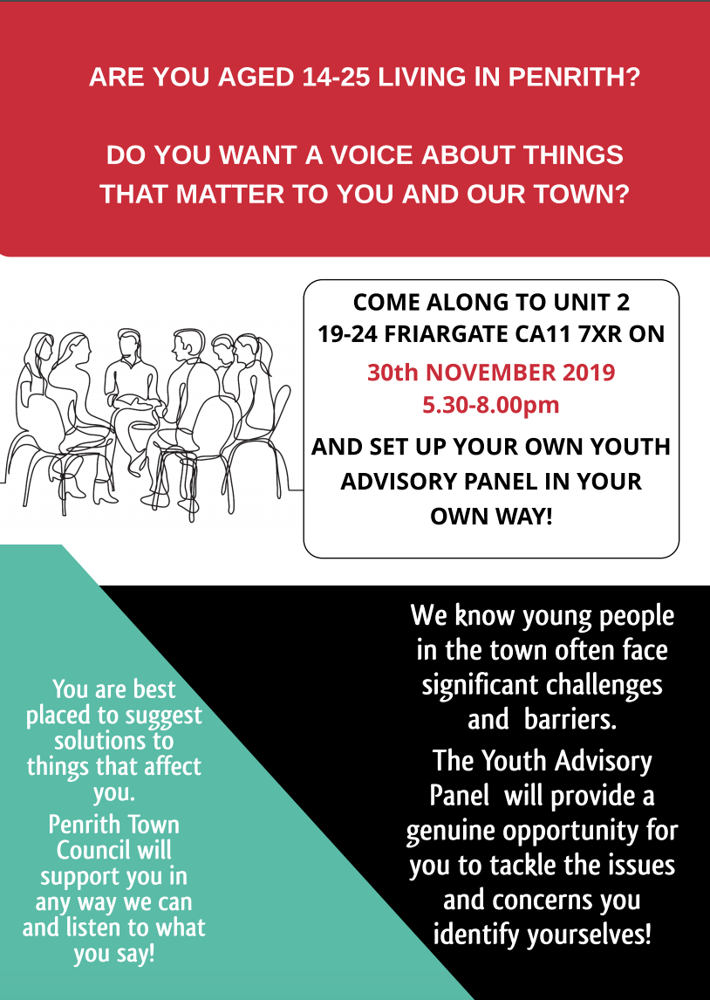 ARE YOU AGED 14-25 LIVING IN PENRITH?
DO YOU WANT A VOICE ABOUT THINGS
THAT MATTER TO YOU AND OUR TOWN?
COME ALONG TO UNIT 2
19-24 FRIARGATE CA11 7XR ON
30th NOVEMBER 2019
5.30-8.00pm
AND SET UP YOUR OWN YOUTH
ADVISORY PANEL IN YOUR
OWN WAY!
You are best
placed to suggest
solutions to
things that affect
you.
Penrith Town
Council will
support you in
any way we can
and listen to what
you say!
We know young people
in the town often face
significant challenges
and barriers.
The Youth Advisory
Panel will provide a
genuine opportunity for
you to tackle the issues
and concerns you
identify yourselves!